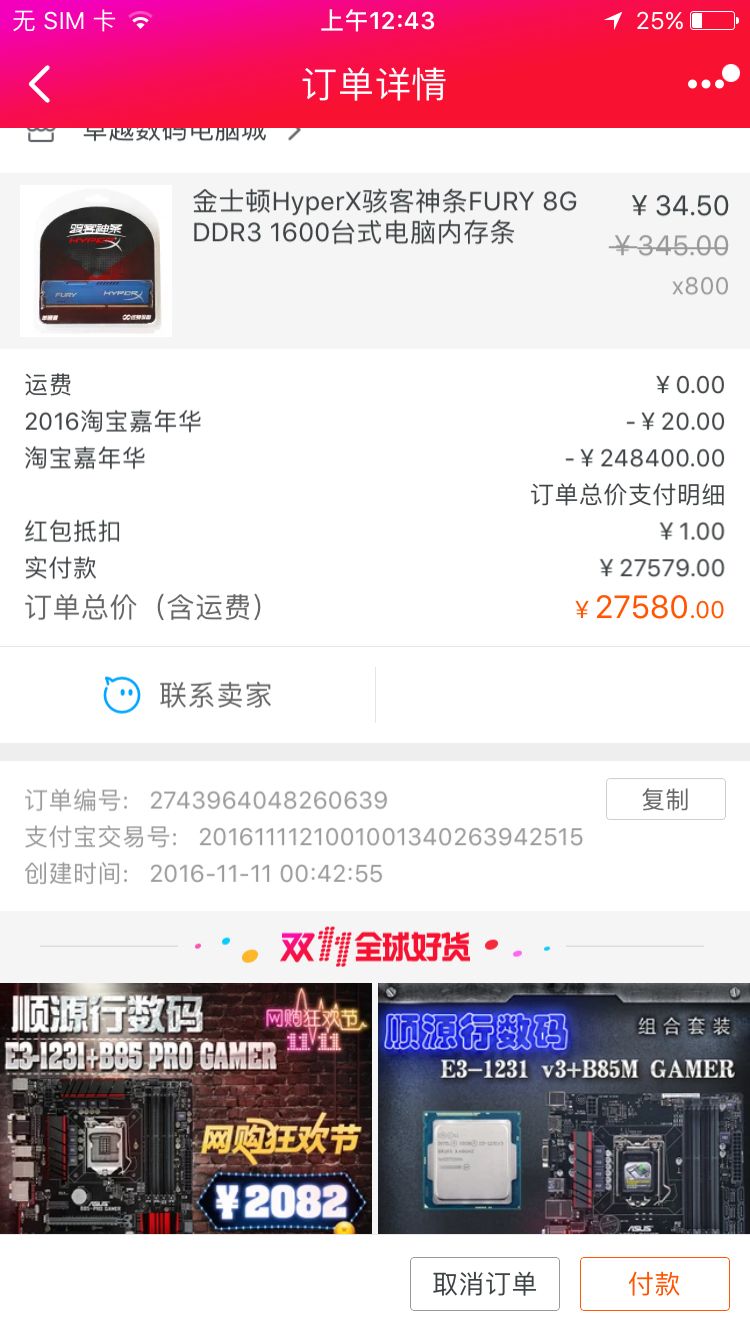 无 SIM 卡
上午12:43
25%
订单详情
卓越数码电脑城
金士顿HyperX骇客神条FURY 8G
DDR3 1600台式电脑内存条
¥ 34.50
¥ 345.00
x800
骇客神条
HYPERX
FURY
HYPERX
运费
¥ 0.00
2016淘宝嘉年华
-¥ 20.00
淘宝嘉年华
-¥ 248400.00
订单总价支付明细
红包抵扣
¥ 1.00
实付款
¥ 27579.00
订单总价（含运费）
¥ 27580.00
联系卖家
订单编号: 2743964048260639
复制
支付宝交易号: 2016111121001001340263942515
创建时间: 2016-11-11 00:42:55
双11全球好货
顺源行数码
网购狂欢节
11.11
E3-1231+B85 PRO GAMER
网购狂欢节
¥2082
ASUS
B85-PRO GAMER
顺源行数码
组合套装
E3-1231 v3+B85M GAMER
ASUS
取消订单
付款